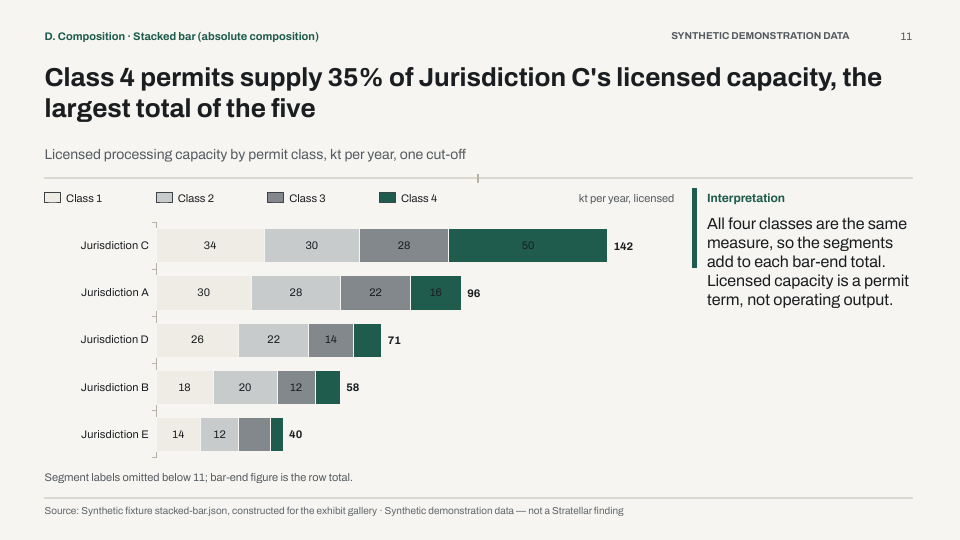 D. Composition · Stacked bar (absolute composition)
SYNTHETIC DEMONSTRATION DATA
11
Class 4 permits supply 35% of Jurisdiction C's licensed capacity, the
largest total of the five
Licensed processing capacity by permit class, kt per year, one cut-off
Class 1
Class 2
Class 3
Class 4
kt per year, licensed
Jurisdiction C
34
30
28
50
142
Jurisdiction A
30
28
22
16
96
Jurisdiction D
26
22
14
71
Jurisdiction B
18
20
12
58
Jurisdiction E
14
12
40
Interpretation
All four classes are the same
measure, so the segments
add to each bar-end total.
Licensed capacity is a permit
term, not operating output.
Segment labels omitted below 11; bar-end figure is the row total.
Source: Synthetic fixture stacked-bar.json, constructed for the exhibit gallery · Synthetic demonstration data — not a Stratellar finding